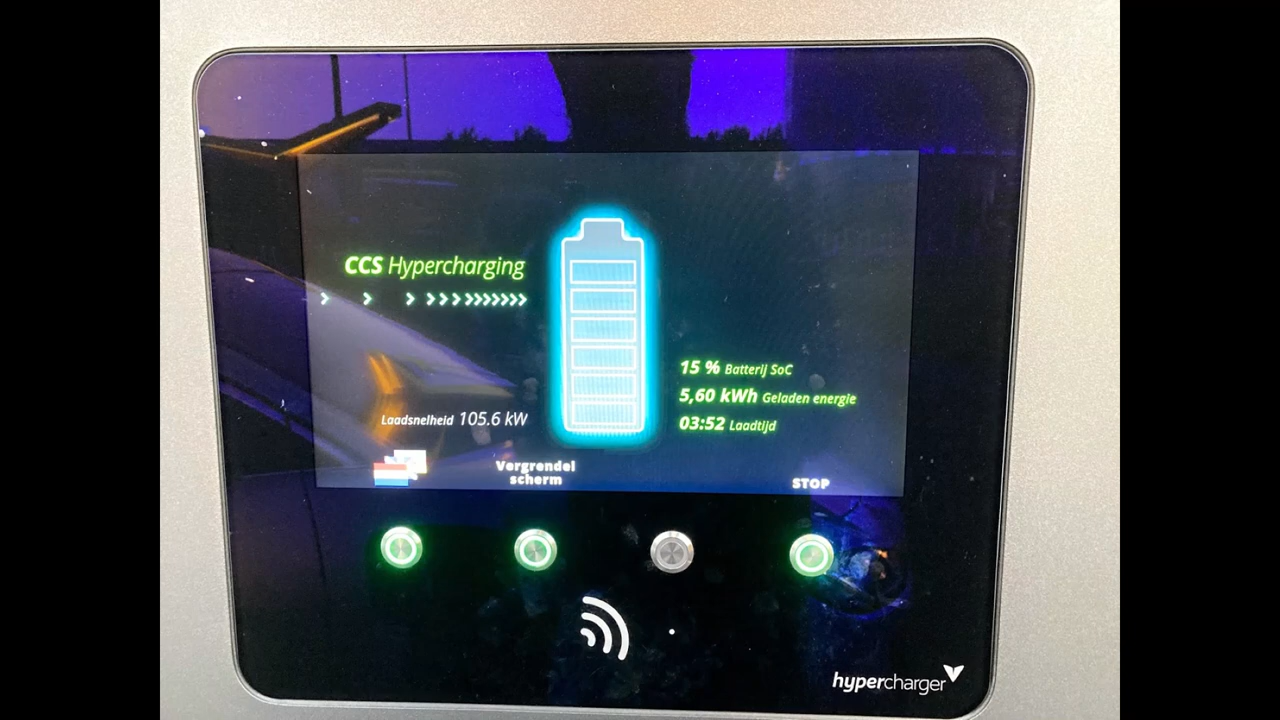 CCS Hypercharging
15 % Batterij SoC
5,60 kWh Geladen energie
Laadsnelheid 105.6 kW
03:52 Laadtijd
Vergrendel
scherm
STOP
hypercharger